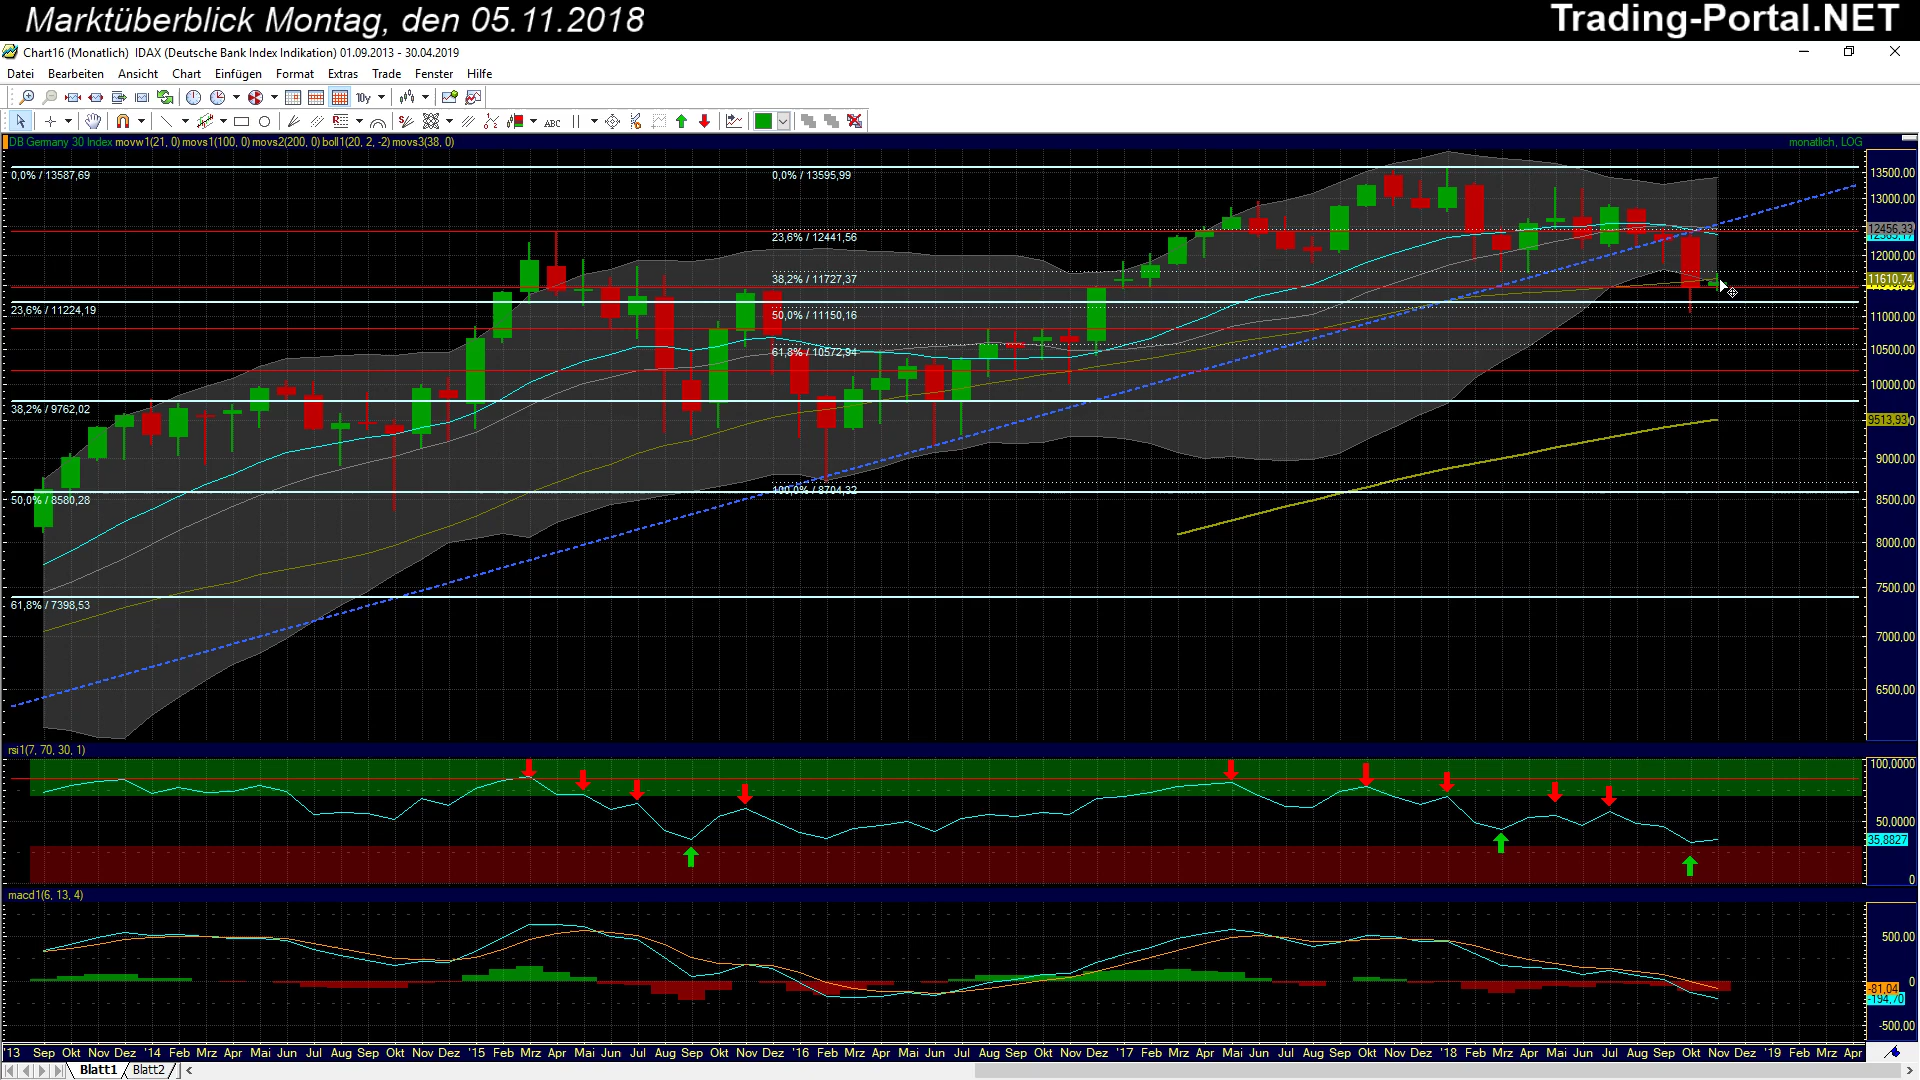 Marktüberblick Montag, den 05.11.2018
Trading-Portal.NET
Chart16 (Monatlich) IDAX (Deutsche Bank Index Indikation) 01.09.2013 - 30.04.2019
Datei Bearbeiten Ansicht Chart Einfügen Format Extras Trade Fenster Hilfe
10y
ABC
DB Germany 30 Index movw1(21, 0) movs1(100, 0) movs2(200, 0) boll1(20, 2, -2) movs3(38, 0)
monatlich, LOG
0,0% / 13587,69
0,0% / 13595,99
13500,00
13000,00
23,6% / 12441,56
12456,33
12000,00
38,2% / 11727,37
11610,74
23,6% / 11224,19
50,0% / 11150,16
11000,00
61,8% / 10572,94
10500,00
10000,00
38,2% / 9762,02
9513,93
9000,00
100,0% / 8704,32
50,0% / 8580,28
8500,00
8000,00
61,8% / 7398,53
7500,00
7000,00
6500,00
rsi1(7, 70, 30, 1)
100,0000
50,0000
35,8827
0
macd1(6, 13, 4)
500,00
0
-81,04
-194,70
-500,00
'13 Sep Okt Nov Dez '14 Feb Mrz Apr Mai Jun Jul Aug Sep Okt Nov Dez '15 Feb Mrz Apr Mai Jun Jul Aug Sep Okt Nov Dez '16 Feb Mrz Apr Mai Jun Jul Aug Sep Okt Nov Dez '17 Feb Mrz Apr Mai Jun Jul Aug Sep Okt Nov Dez '18 Feb Mrz Apr Mai Jun Jul Aug Sep Okt Nov Dez '19 Feb Mrz Apr
Blatt1 Blatt2